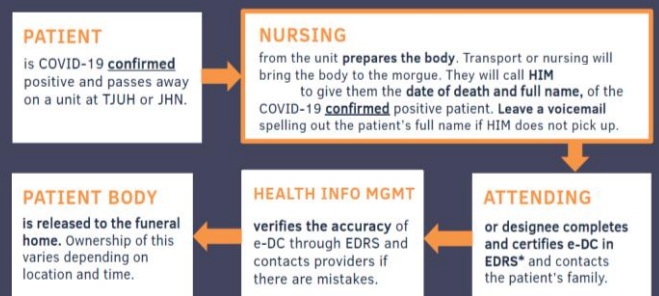 PATIENT
is COVID-19 confirmed
positive and passes away
on a unit at TJUH or JHN.
NURSING
from the unit prepares the body. Transport or nursing will
bring the body to the morgue. They will call HIM
to give them the date of death and full name, of the
COVID-19 confirmed positive patient. Leave a voicemail
spelling out the patient's full name if HIM does not pick up.
ATTENDING
or designee completes
and certifies e-DC in
EDRS* and contacts
the patient's family.
HEALTH INFO MGMT
verifies the accuracy of
e-DC through EDRS and
contacts providers if
there are mistakes.
PATIENT BODY
is released to the funeral
home. Ownership of this
varies depending on
location and time.